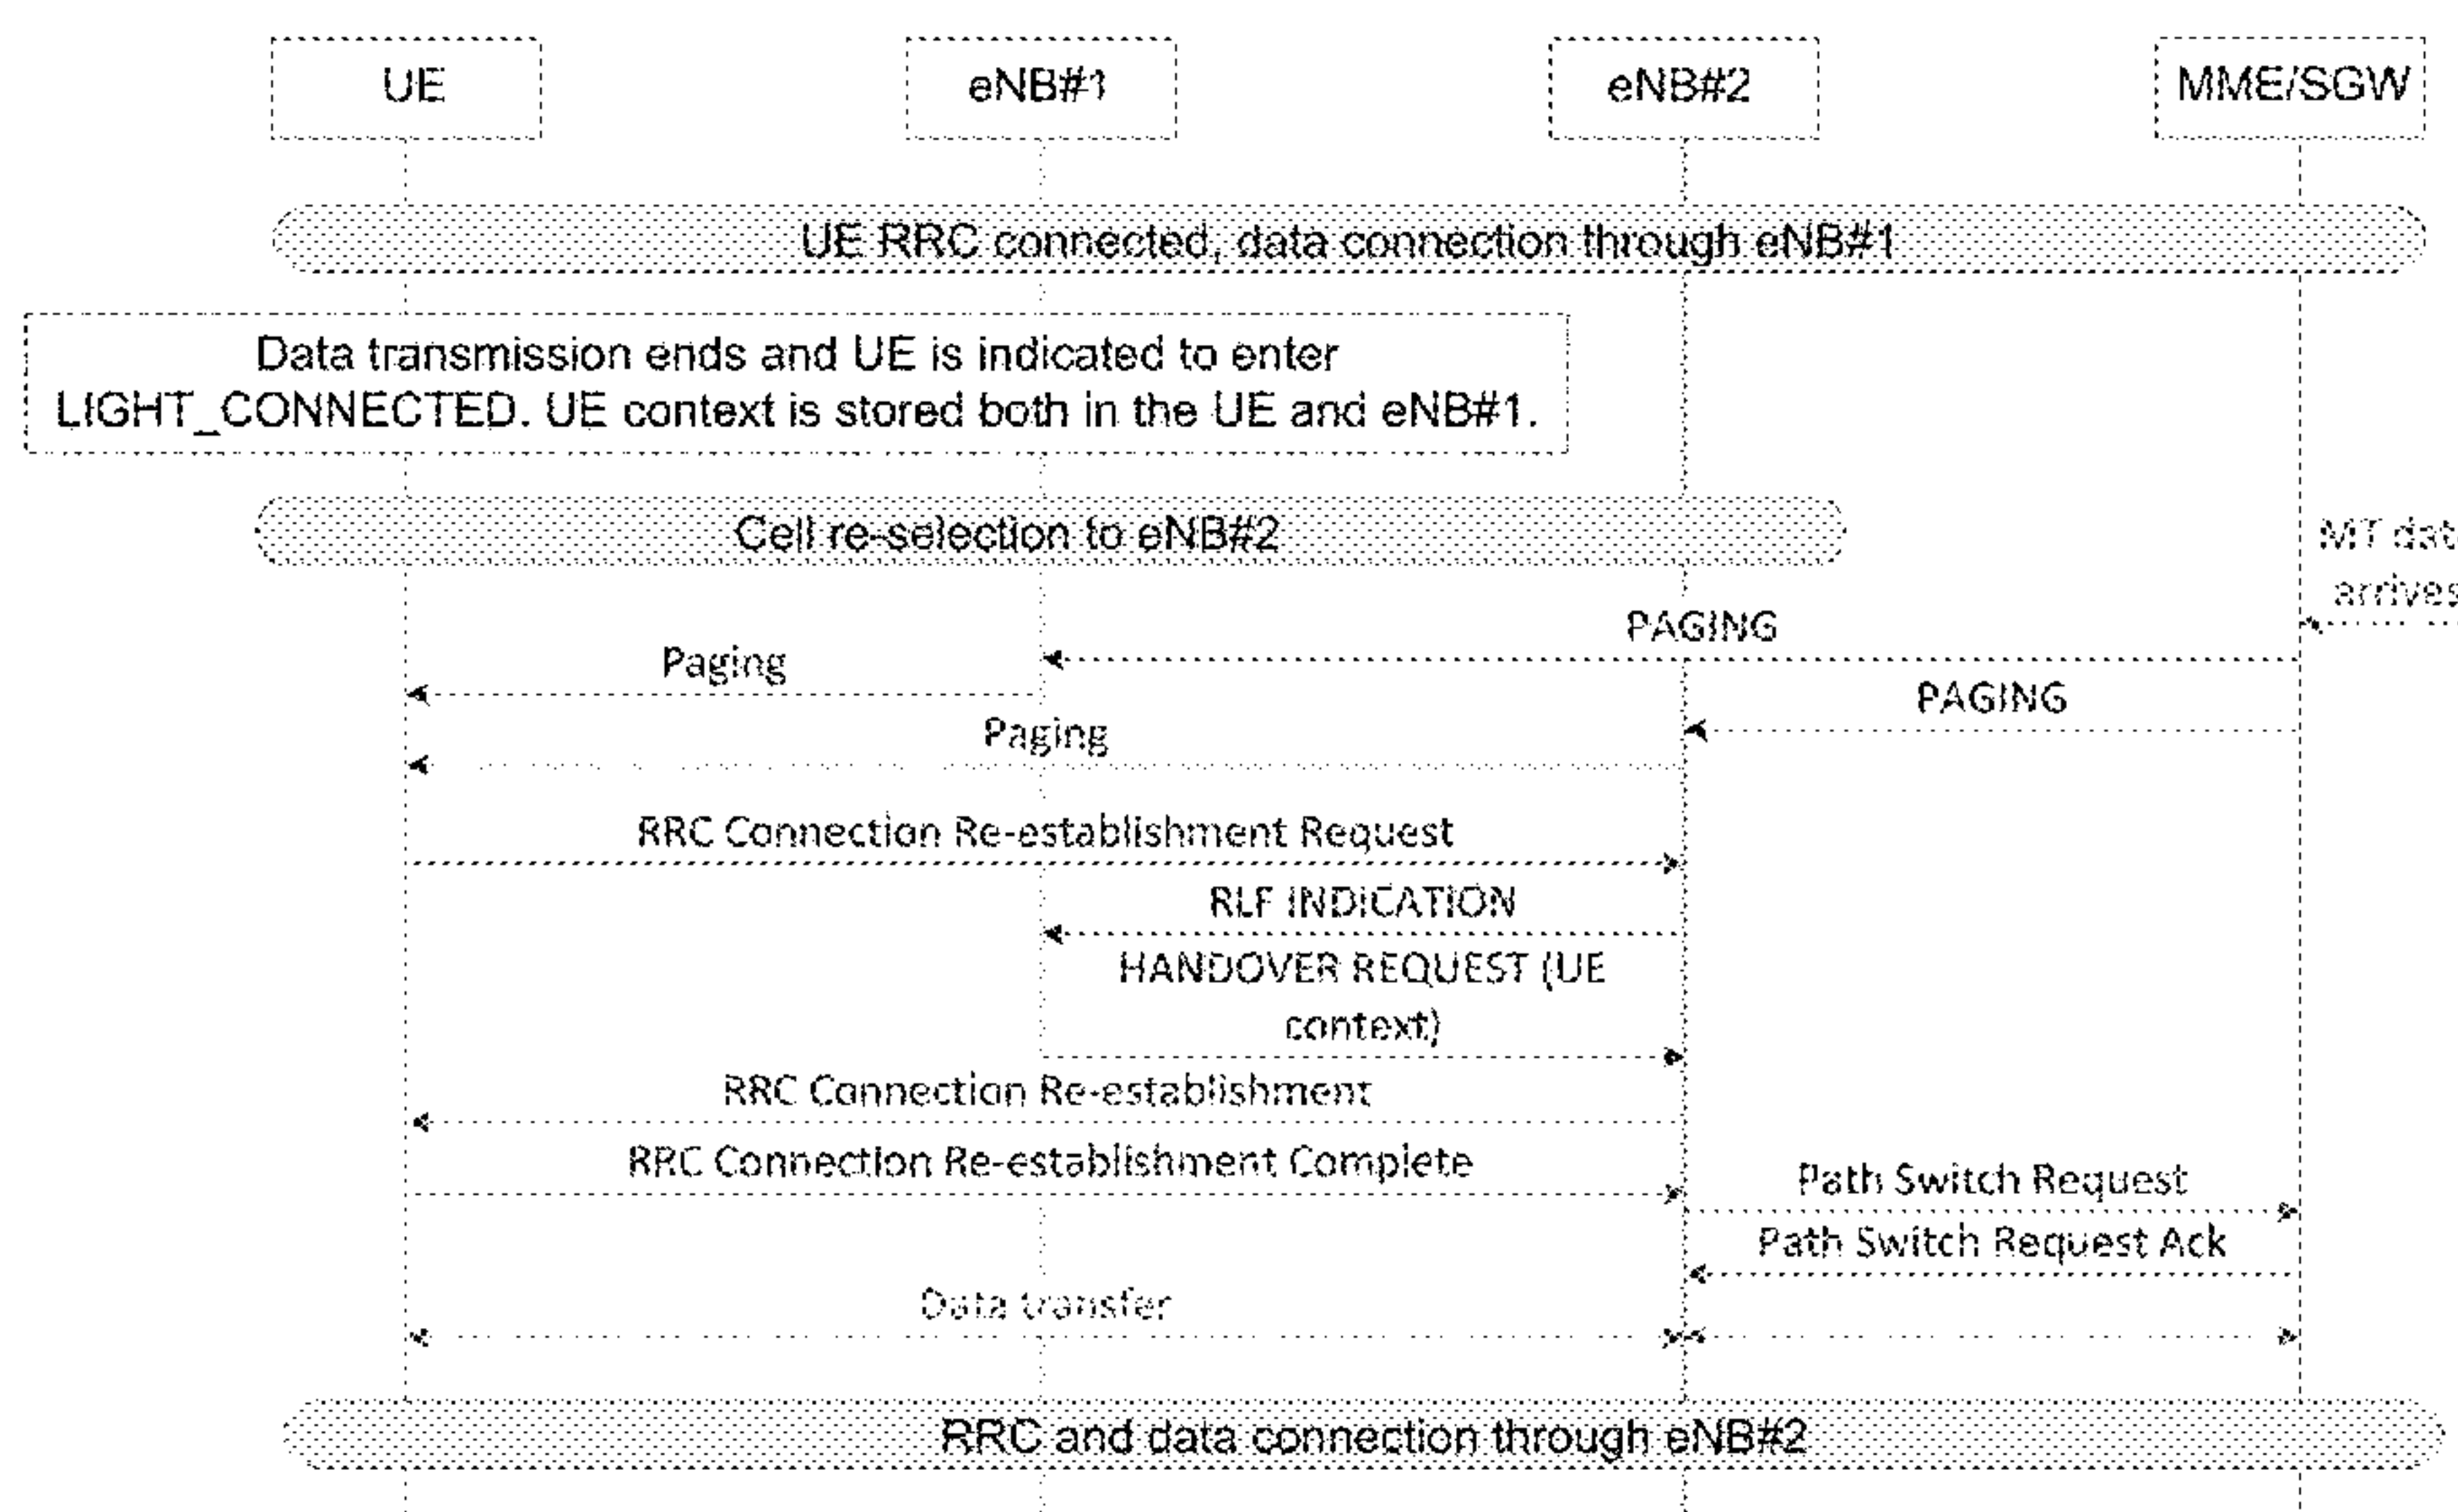 UE
eNB#1
eNB#2
MME/SGW
UE RRC connected, data connection through eNB#1
Data transmission ends and UE is indicated to enter
LIGHT_CONNECTED. UE context is stored both in the UE and eNB#1.
Cell re-selection to eNB#2
MT
arrives
PAGING
Paging
PAGING
Paging
RRC Connection Re-establishment Request
RLF INDICATION
HANDOVER REQUEST (UE
context)
RRC Connection Re-establishment
RRC Connection Re-establishment Complete
Path Switch Request
Path Switch Request Ack
Data transfer
RRC and data connection through eNB#2